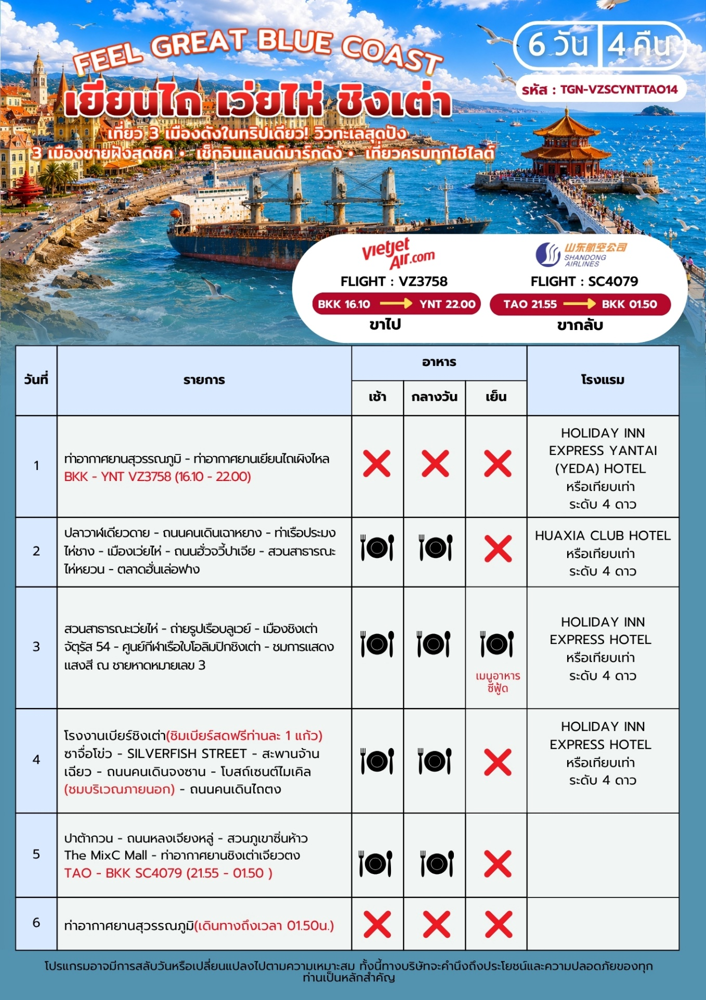 FEEL GREAT BLUE COAST
6 วัน | 4 คืน
รหัส : TGN-VZSCYNTTAO14
เยียนไถ เว่ยไห่ ชิงเต่า
เที่ยว 3 เมืองดังในทริปเดียว! วิวทะเลสุดปัง
3 เมืองชายฝั่งสุดชิค • เช็กอินแลนด์มาร์กดัง • เที่ยวครบทุกไฮไลต์
vietjet Air.com
山东航空公司
SHANDONG
AIRLINES
FLIGHT : VZ3758
FLIGHT : SC4079
BKK 16.10 → YNT 22.00
TAO 21.55 → BKK 01.50
ขาไป
ขากลับ
วันที่
รายการ
อาหาร
โรงแรม
เช้า
กลางวัน
เย็น
1
ท่าอากาศยานสุวรรณภูมิ - ท่าอากาศยานเยียนไถเผิงไหล
BKK - YNT VZ3758 (16.10 - 22.00)
HOLIDAY INN
EXPRESS YANTAI
(YEDA) HOTEL
หรือเทียบเท่า
ระดับ 4 ดาว
2
ปลาวาฬเดียวดาย - ถนนคนเดินเฉาหยาง - ท่าเรือประมง
ไห่ชาง - เมืองเว่ยไห่ - ถนนฮั่วจวี้ปาเจีย - สวนสาธารณะ
ไห่หยวน - ตลาดฮั่นเล่อฟาง
HUAXIA CLUB HOTEL
หรือเทียบเท่า
ระดับ 4 ดาว
3
สวนสาธารณะเว่ยไห่ - ถ่ายรูปเรือบลูเวย์ - เมืองชิงเต่า
จัตุรัส 54 - ศูนย์กีฬาเรือใบโอลิมปิกชิงเต่า - ชมการแสดง
แสงสี ณ ชายหาดหมายเลข 3
เมนูอาหาร
ซีฟู้ด
HOLIDAY INN
EXPRESS HOTEL
หรือเทียบเท่า
ระดับ 4 ดาว
4
โรงงานเบียร์ชิงเต่า(ชิมเบียร์สดฟรีท่านละ 1 แก้ว)
ซาจื่อโข่ว - SILVERFISH STREET - สะพานจ้าน
เฉียว - ถนนคนเดินจงซาน - โบสถ์เซนต์ไมเคิล
(ชมบริเวณภายนอก) - ถนนคนเดินไถตง
HOLIDAY INN
EXPRESS HOTEL
หรือเทียบเท่า
ระดับ 4 ดาว
5
ปาต้ากวน - ถนนหลงเจียงหลู่ - สวนภูเขาซิ่นห้าว
The MixC Mall - ท่าอากาศยานชิงเต่าเจียวตง
TAO - BKK SC4079 (21.55 - 01.50 )
6
ท่าอากาศยานสุวรรณภูมิ(เดินทางถึงเวลา 01.50น.)
โปรแกรมอาจมีการสลับวันหรือเปลี่ยนแปลงไปตามความเหมาะสม ทั้งนี้ทางบริษัทจะคำนึงถึงประโยชน์และความปลอดภัยของทุก
ท่านเป็นหลักสำคัญ